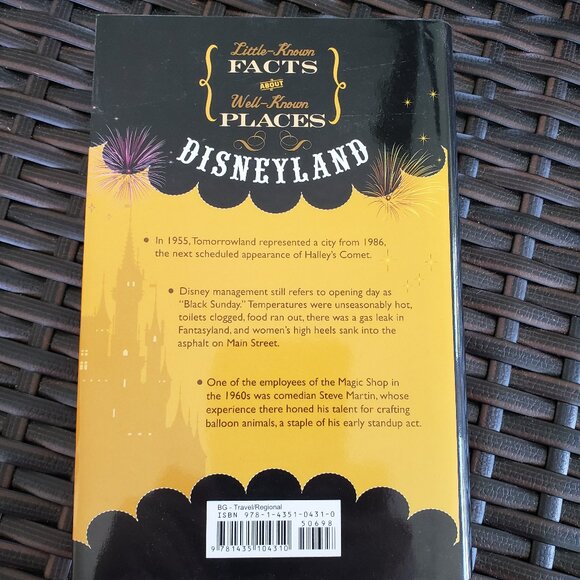 Little-Known
FACTS
ABOUT
Well-Known
PLACES
DISNEYLAND
• In 1955, Tomorrowland represented a city from 1986,
the next scheduled appearance of Halley's Comet.
• Disney management still refers to opening day as
"Black Sunday." Temperatures were unseasonably hot,
toilets clogged, food ran out, there was a gas leak in
Fantasyland, and women's high heels sank into the
asphalt on Main Street.
• One of the employees of the Magic Shop in
the 1960s was comedian Steve Martin, whose
experience there honed his talent for crafting
balloon animals, a staple of his early standup act.
BG - Travel/Regional
ISBN 978-1-4351-0431-0
50698
9 781435 104310